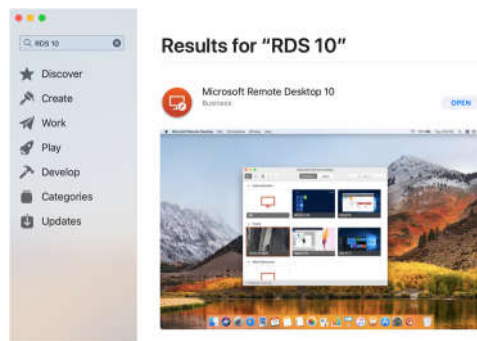 RDS 10
Discover
Create
Work
Play
Develop
Categories
Updates
Results for “RDS 10”
Microsoft Remote Desktop 10
Business
OPEN